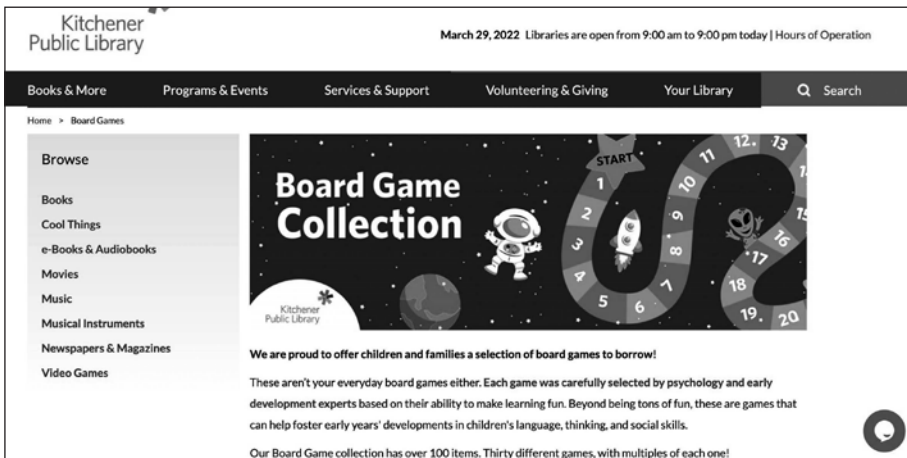 Kitchener
Public Library
March 29, 2022 Libraries are open from 9:00 am to 9:00 pm today | Hours of Operation
Books & More Programs & Events Services & Support Volunteering & Giving Your Library Search
Home > Board Games
Browse
Books
Cool Things
e-Books & Audiobooks
Movies
Music
Musical Instruments
Newspapers & Magazines
Video Games
Board Game
Collection
Kitchener
Public Library
START
1
2
3
4
5
6
7
8
9
10
11
12.
13
15
16
17
18
19.
20
We are proud to offer children and families a selection of board games to borrow!
These aren't your everyday board games either. Each game was carefully selected by psychology and early
development experts based on their ability to make learning fun. Beyond being tons of fun, these are games that
can help foster early years' developments in children's language, thinking, and social skills.
Our Board Game collection has over 100 items. Thirty different games, with multiples of each one!